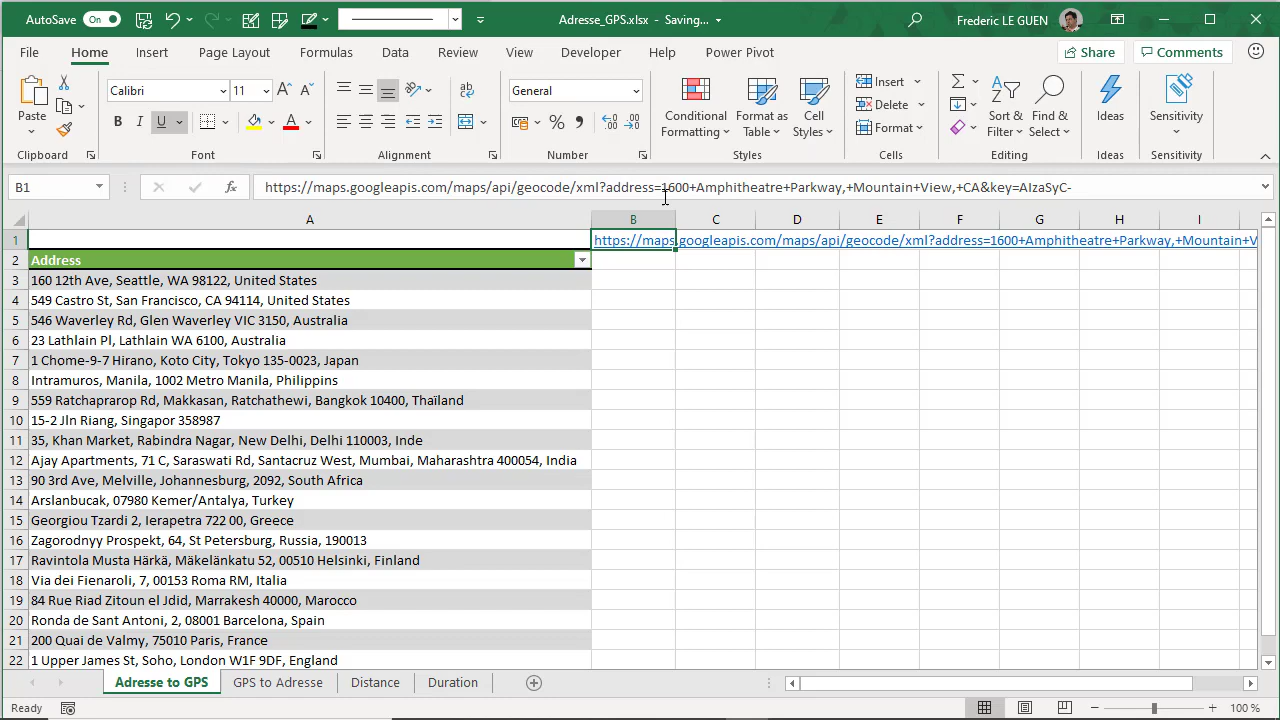 AutoSave On Adresse_GPS.xlsx - Saving... Frederic LE GUEN
File Home Insert Draw Page Layout Formulas Data Review View Developer Help Power Pivot Share Comments
Calibri 11 General
Paste B I U Conditional Formatting Format as Table Cell Styles Insert Delete Format Sort & Filter Find & Select Ideas Sensitivity
Clipboard Font Alignment Number Styles Cells Editing Ideas Sensitivity
B1 fx https://maps.googleapis.com/maps/api/geocode/xml?address=1600+Amphitheatre+Parkway,+Mountain+View,+CA&key=AIzaSyC-
A B C D E F G H I
1 https://maps.googleapis.com/maps/api/geocode/xml?address=1600+Amphitheatre+Parkway,+Mountain+V
2 Address
3 160 12th Ave, Seattle, WA 98122, United States
4 549 Castro St, San Francisco, CA 94114, United States
5 546 Waverley Rd, Glen Waverley VIC 3150, Australia
6 23 Lathlain Pl, Lathlain WA 6100, Australia
7 1 Chome-9-7 Hirano, Koto City, Tokyo 135-0023, Japan
8 Intramuros, Manila, 1002 Metro Manila, Philippins
9 559 Ratchaprarop Rd, Makkasan, Ratchathewi, Bangkok 10400, Thaïland
10 15-2 Jln Riang, Singapor 358987
11 35, Khan Market, Rabindra Nagar, New Delhi, Delhi 110003, Inde
12 Ajay Apartments, 71 C, Saraswati Rd, Santacruz West, Mumbai, Maharashtra 400054, India
13 90 3rd Ave, Melville, Johannesburg, 2092, South Africa
14 Arslanbucak, 07980 Kemer/Antalya, Turkey
15 Georgiou Tzardi 2, Ierapetra 722 00, Greece
16 Zagorodnyy Prospekt, 64, St Petersburg, Russia, 190013
17 Ravintola Musta Härkä, Mäkelänkatu 52, 00510 Helsinki, Finland
18 Via dei Fienaroli, 7, 00153 Roma RM, Italia
19 84 Rue Riad Zitoun el Jdid, Marrakesh 40000, Marocco
20 Ronda de Sant Antoni, 2, 08001 Barcelona, Spain
21 200 Quai de Valmy, 75010 Paris, France
22 1 Upper James St, Soho, London W1F 9DF, England
Adresse to GPS GPS to Adresse Distance Duration
Ready 100 %